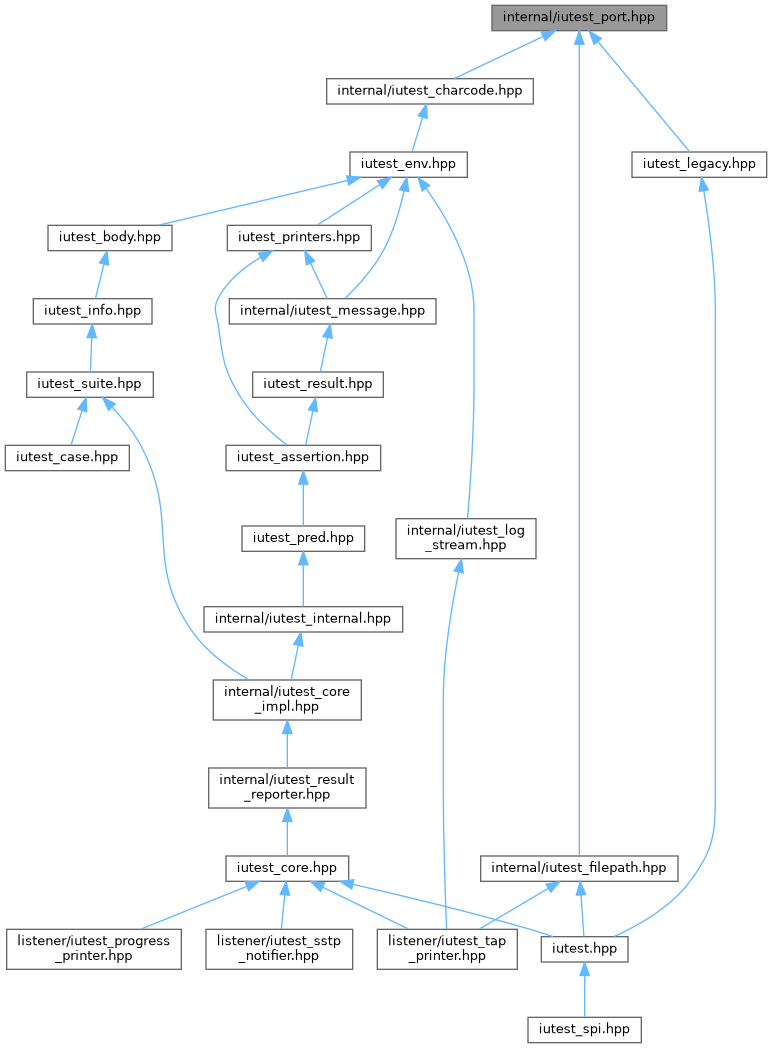 internal/iutest_port.hpp
internal/iutest_charcode.hpp
iutest_env.hpp
iutest_legacy.hpp
iutest_body.hpp
iutest_printers.hpp
iutest_info.hpp
internal/iutest_message.hpp
iutest_suite.hpp
iutest_result.hpp
iutest_case.hpp
iutest_assertion.hpp
iutest_pred.hpp
internal/iutest_log
_stream.hpp
internal/iutest_internal.hpp
internal/iutest_core
_impl.hpp
internal/iutest_result
_reporter.hpp
iutest_core.hpp
internal/iutest_filepath.hpp
listener/iutest_progress
_printer.hpp
listener/iutest_sstp
_notifier.hpp
listener/iutest_tap
_printer.hpp
iutest.hpp
iutest_spi.hpp